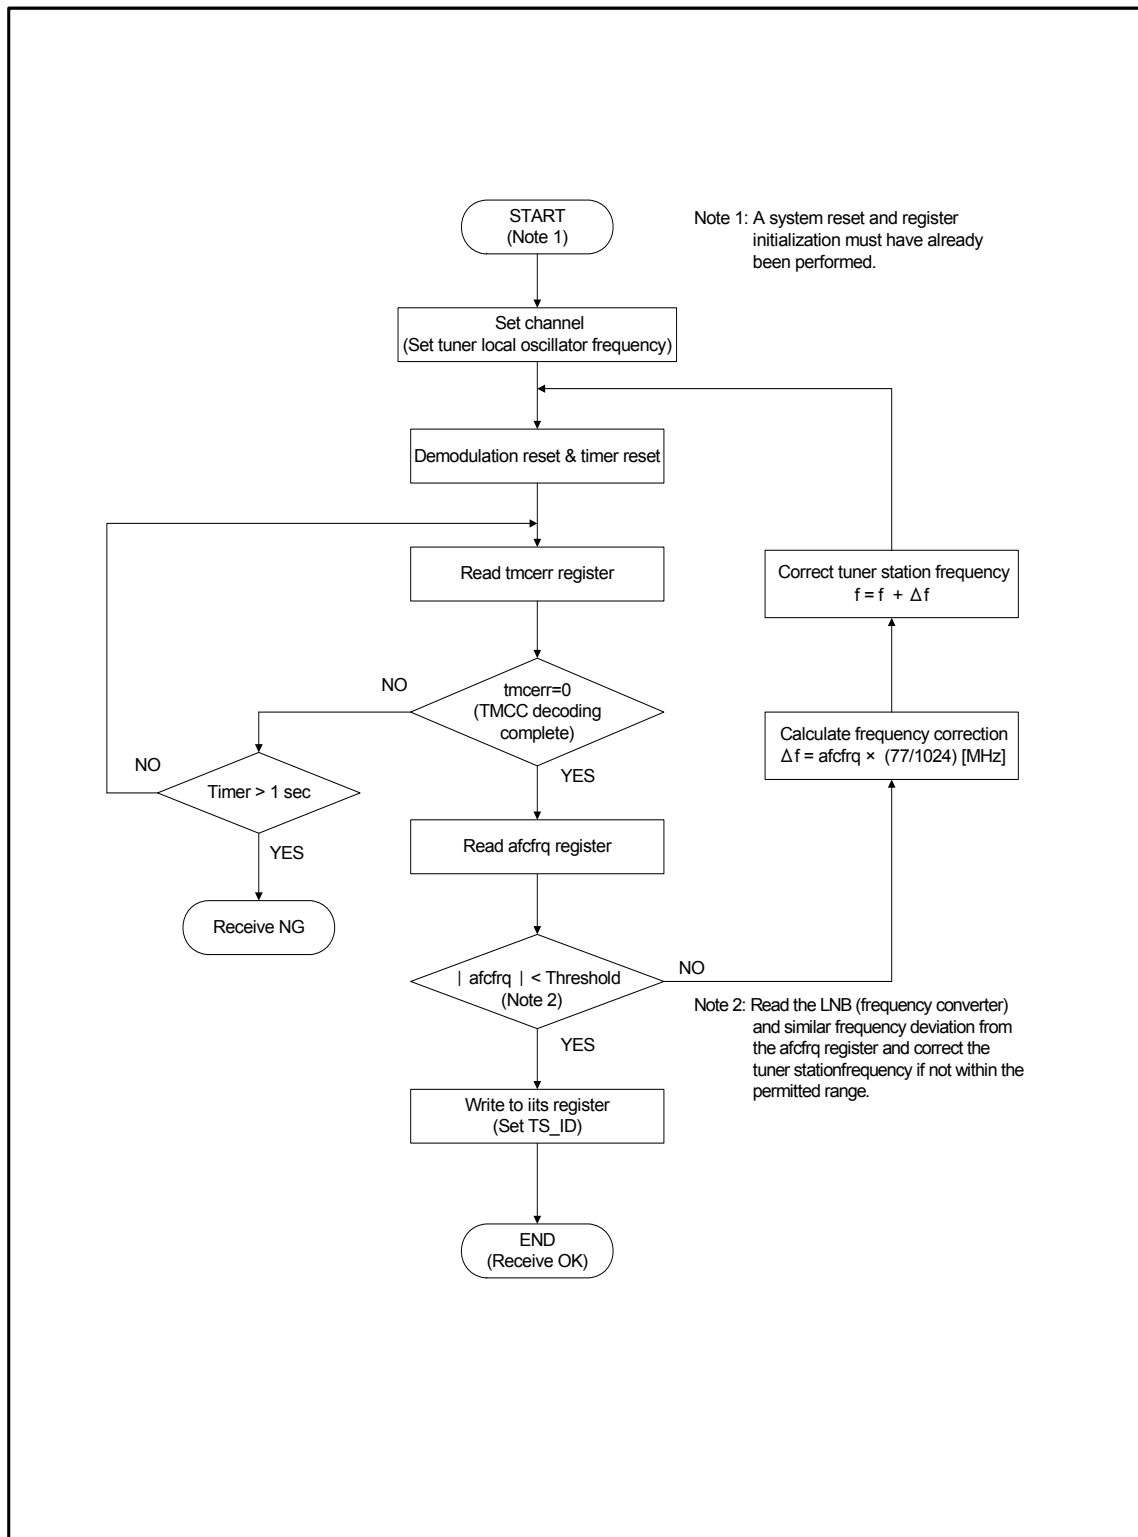 START
(Note 1)
Note 1: A system reset and register
initialization must have already
been performed.
Set channel
(Set tuner local oscillator frequency)
Demodulation reset & timer reset
Read tmcerr register
Correct tuner station frequency
f = f + Δf
NO
tmcerr=0
(TMCC decoding
complete)
Calculate frequency correction
Δf = afcfrq × (77/1024) [MHz]
NO
YES
Timer > 1 sec
Read afcfrq register
YES
Receive NG
| afcfrq | < Threshold
(Note 2)
NO
Note 2: Read the LNB (frequency converter)
and similar frequency deviation from
the afcfrq register and correct the
tuner stationfrequency if not within the
permitted range.
YES
Write to iits register
(Set TS_ID)
END
(Receive OK)